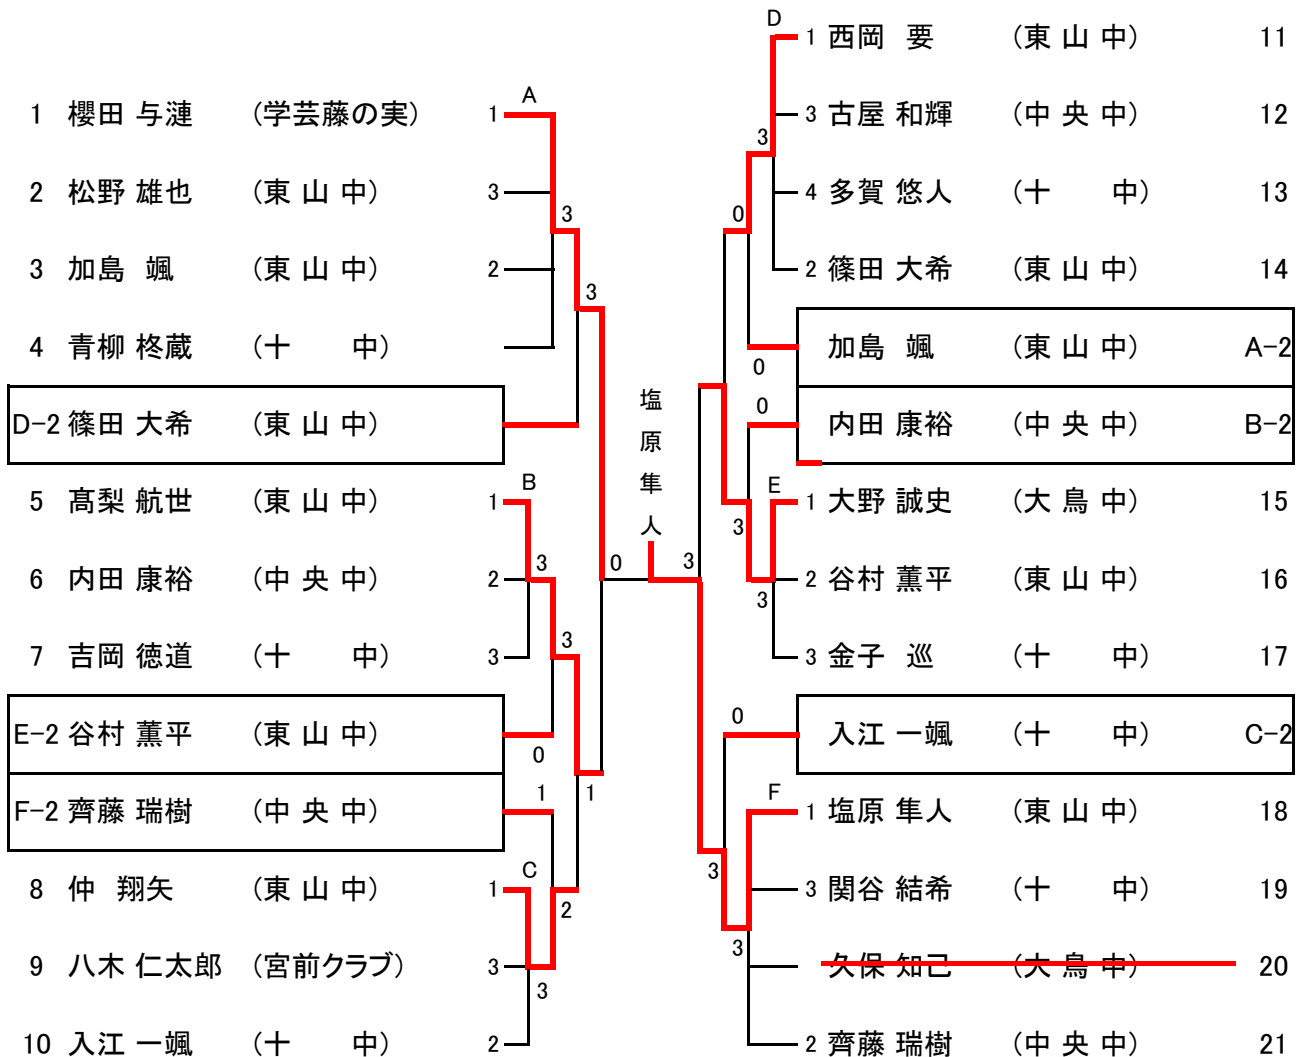 A
1 櫻田 与漣 (学芸藤の実) 1
2 松野 雄也 (東 山 中) 3
3
3 加島 颯 (東 山 中) 2
3
4 青柳 柊蔵 (十 中)
D-2 篠田 大希 (東 山 中)
B
5 髙梨 航世 (東 山 中) 1
3
6 内田 康裕 (中 央 中) 2
3
7 吉岡 徳道 (十 中) 3
E-2 谷村 薫平 (東 山 中)
0
F-2 齊藤 瑞樹 (中 央 中)
1
1
C
8 仲 翔矢 (東 山 中) 1
2
9 八木 仁太郎 (宮前クラブ) 3
3
10 入江 一颯 (十 中) 2
塩原隼人
0
3
D
1 西岡 要 (東 山 中) 11
3 古屋 和輝 (中 央 中) 12
3
4 多賀 悠人 (十 中) 13
0
2 篠田 大希 (東 山 中) 14
加島 颯 (東 山 中) A-2
0
0
内田 康裕 (中 央 中) B-2
E
1 大野 誠史 (大 鳥 中) 15
3
2 谷村 薫平 (東 山 中) 16
3
3 金子 巡 (十 中) 17
0
入江 一颯 (十 中) C-2
F
1 塩原 隼人 (東 山 中) 18
3
3 関谷 結希 (十 中) 19
3
久保 知己 (大 鳥 中) 20
2 齊藤 瑞樹 (中 央 中) 21